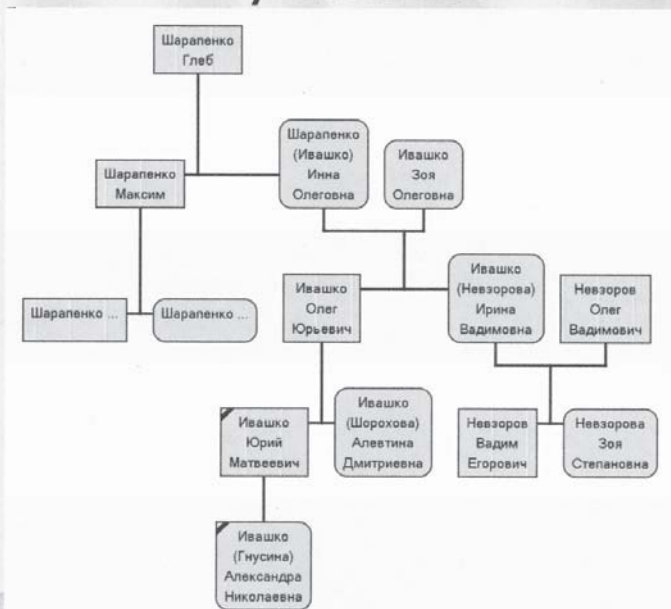 Шарапенко
Глеб
Шарапенко
(Ивашко)
Инна
Олеговна
Ивашко
Зоя
Олеговна
Шарапенко
Максим
Ивашко
(Невзорова)
Ирина
Вадимовна
Невзоров
Олег
Вадимович
Ивашко
Олег
Юрьевич
Шарапенко ...
Шарапенко ...
Ивашко
(Шорохова)
Алевтина
Дмитриевна
Ивашко
Юрий
Матвеевич
Невзоров
Вадим
Егорович
Невзорова
Зоя
Степановна
Ивашко
(Гнусина)
Александра
Николаевна